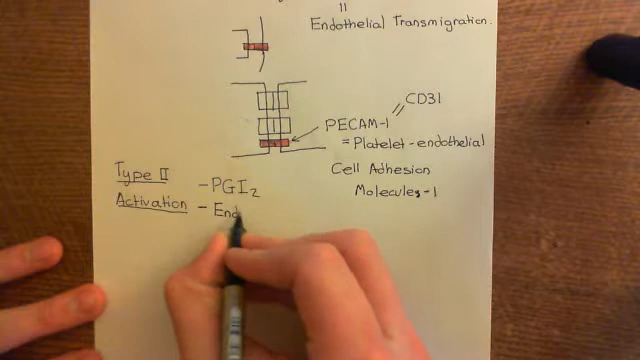 Endothelial Transmigration.
CD31
PECAM-1
= Platelet-endothelial
Cell Adhesion
Molecules-1
Type II
Activation
- PGI2
- End